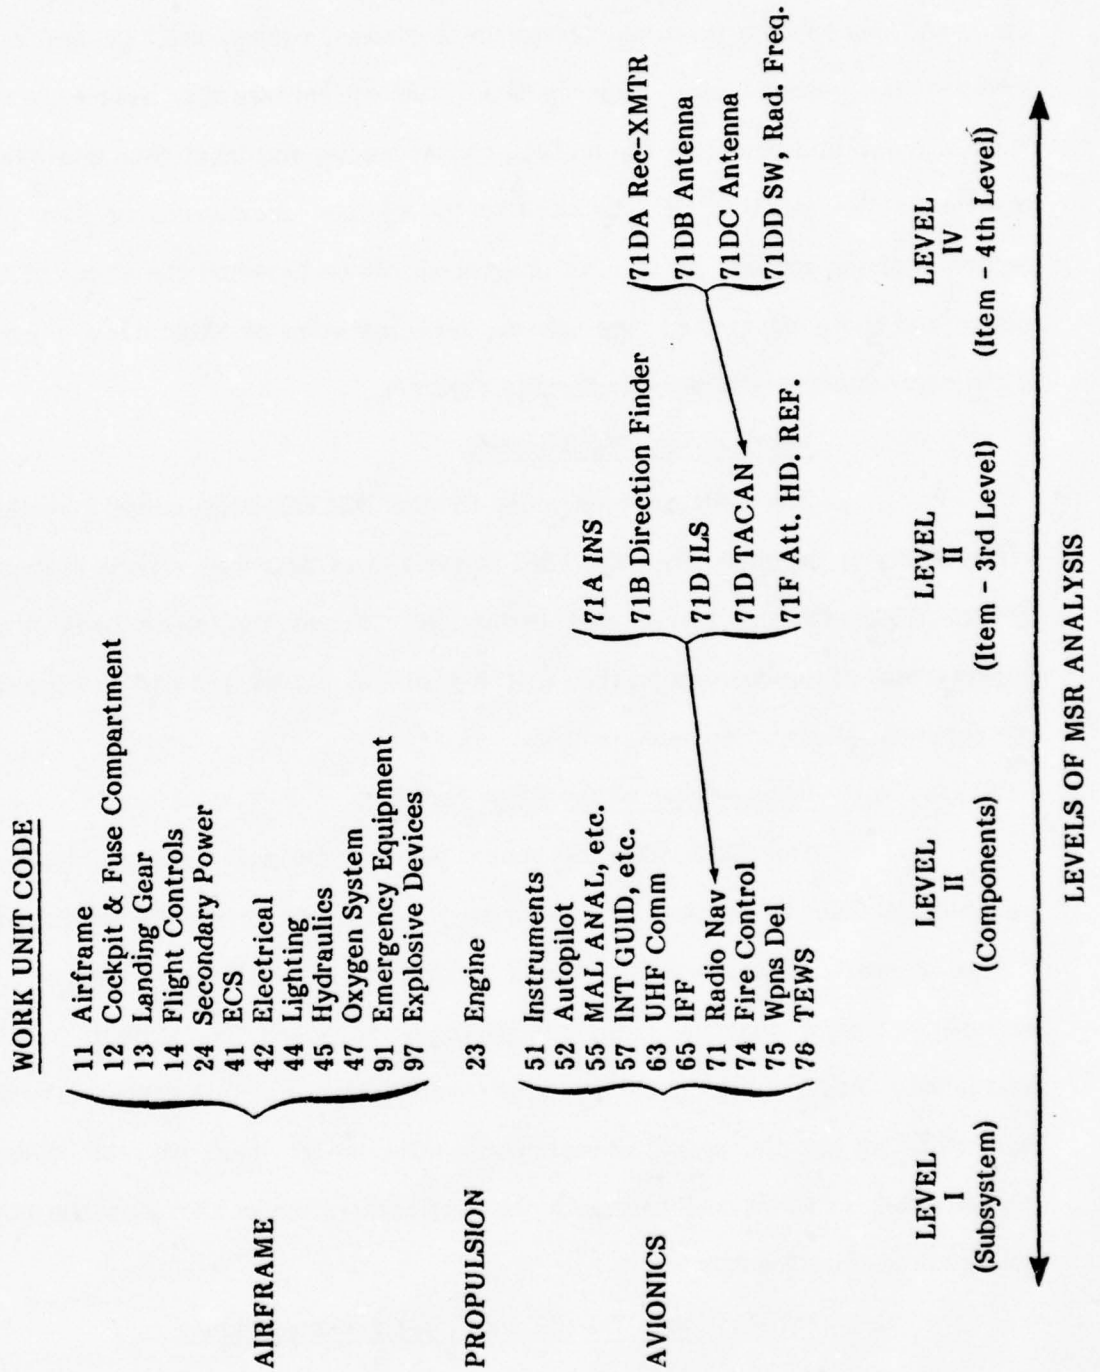 WORK UNIT CODE
AIRFRAME
11 Airframe
12 Cockpit & Fuse Compartment
13 Landing Gear
14 Flight Controls
24 Secondary Power
41 ECS
42 Electrical
44 Lighting
45 Hydraulics
47 Oxygen System
91 Emergency Equipment
97 Explosive Devices
PROPULSION
23 Engine
AVIONICS
51 Instruments
52 Autopilot
55 MAL ANAL, etc.
57 INT GUID, etc.
63 UHF Comm
65 IFF
71 Radio Nav
74 Fire Control
75 Wpns Del
76 TEWS
71A INS
71B Direction Finder
71D ILS
71D TACAN
71F Att. HD. REF.
71DA Rec-XMTR
71DB Antenna
71DC Antenna
71DD SW, Rad. Freq.
LEVEL
I
(Subsystem)
LEVEL
II
(Components)
LEVEL
II
(Item - 3rd Level)
LEVEL
IV
(Item - 4th Level)
LEVELS OF MSR ANALYSIS